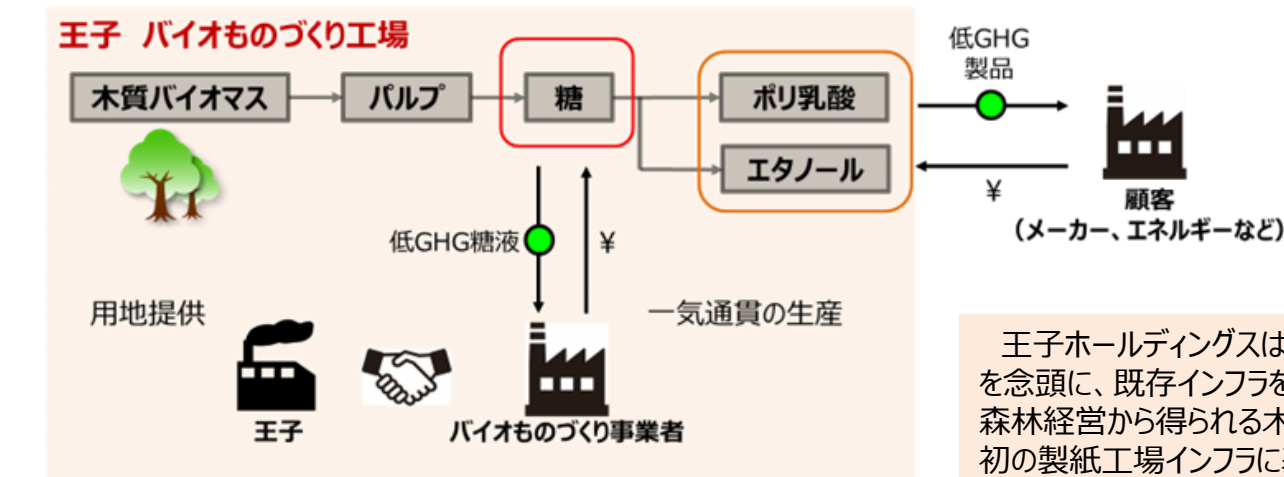 王子 バイオものづくり工場
木質バイオマス
パルプ
糖
ポリ乳酸
エタノール
低GHG
製品
¥
顧客
(メーカー、エネルギーなど)
低GHG糖液
¥
用地提供
一気通貫の生産
王子
バイオものづくり事業者
王子ホールディングスは
を念頭に、既存インフラを
森林経営から得られる木
初の製紙工場インフラに